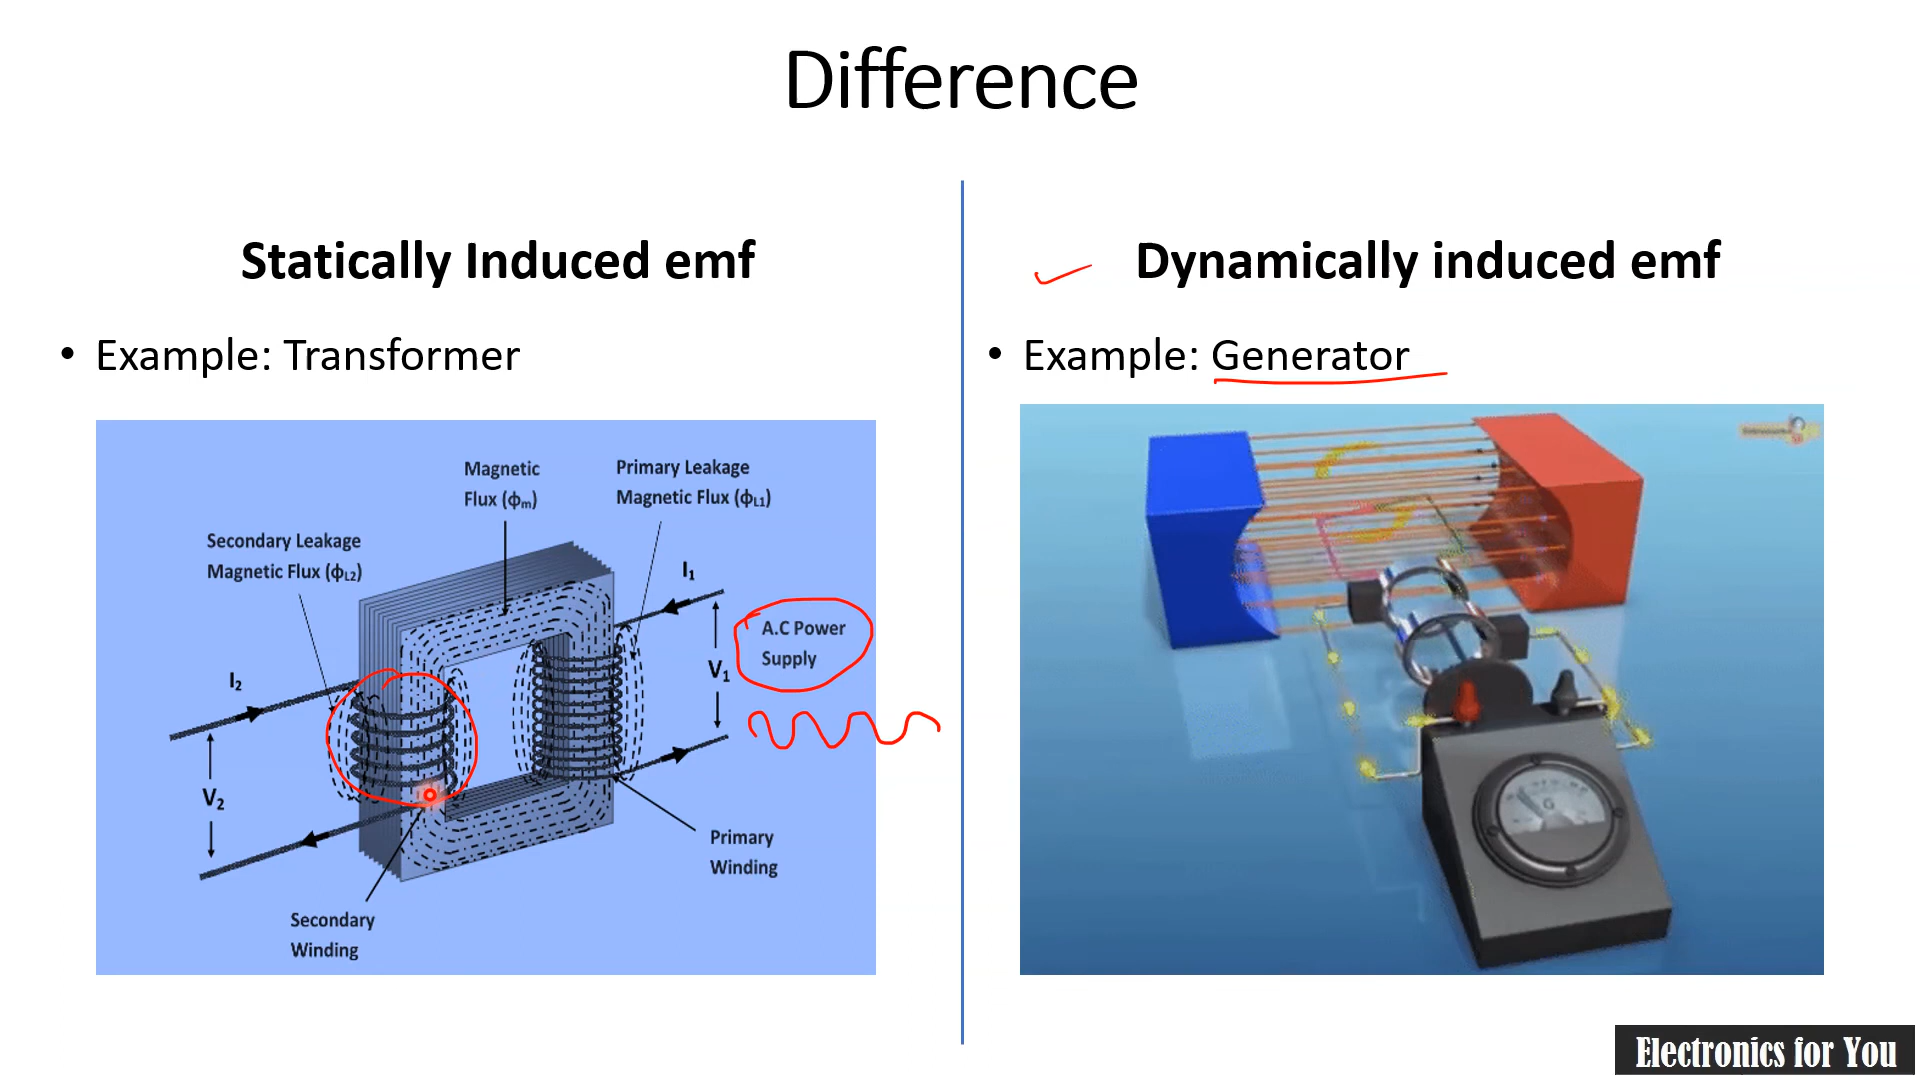 Difference
Statically Induced emf
• Example: Transformer
Magnetic
Flux (ϕm)
Primary Leakage
Magnetic Flux (ϕL1)
Secondary Leakage
Magnetic Flux (ϕL2)
I1
A.C Power
Supply
V1
I2
V2
Primary
Winding
Secondary
Winding
Dynamically induced emf
• Example: Generator
G
Electronics for You